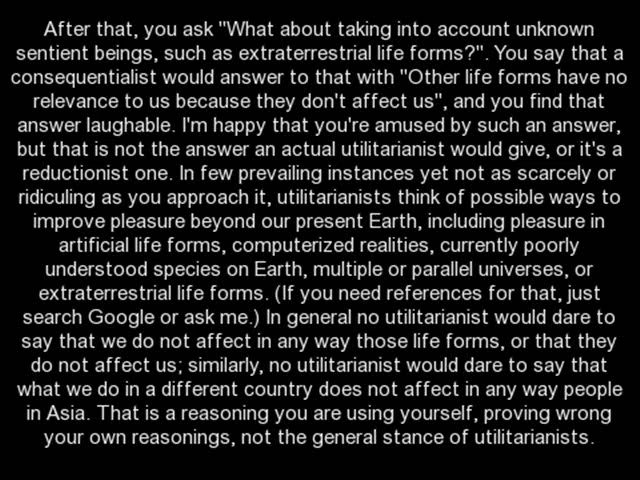 After that, you ask "What about taking into account unknown
sentient beings, such as extraterrestrial life forms?". You say that a
consequentialist would answer to that with "Other life forms have no
relevance to us because they don't affect us", and you find that
answer laughable. I'm happy that you're amused by such an answer,
but that is not the answer an actual utilitarianist would give, or it's a
reductionist one. In few prevailing instances yet not as scarcely or
ridiculing as you approach it, utilitarianists think of possible ways to
improve pleasure beyond our present Earth, including pleasure in
artificial life forms, computerized realities, currently poorly
understood species on Earth, multiple or parallel universes, or
extraterrestrial life forms. (If you need references for that, just
search Google or ask me.) In general no utilitarianist would dare to
say that we do not affect in any way those life forms, or that they
do not affect us; similarly, no utilitarianist would dare to say that
what we do in a different country does not affect in any way people
in Asia. That is a reasoning you are using yourself, proving wrong
your own reasonings, not the general stance of utilitarianists.